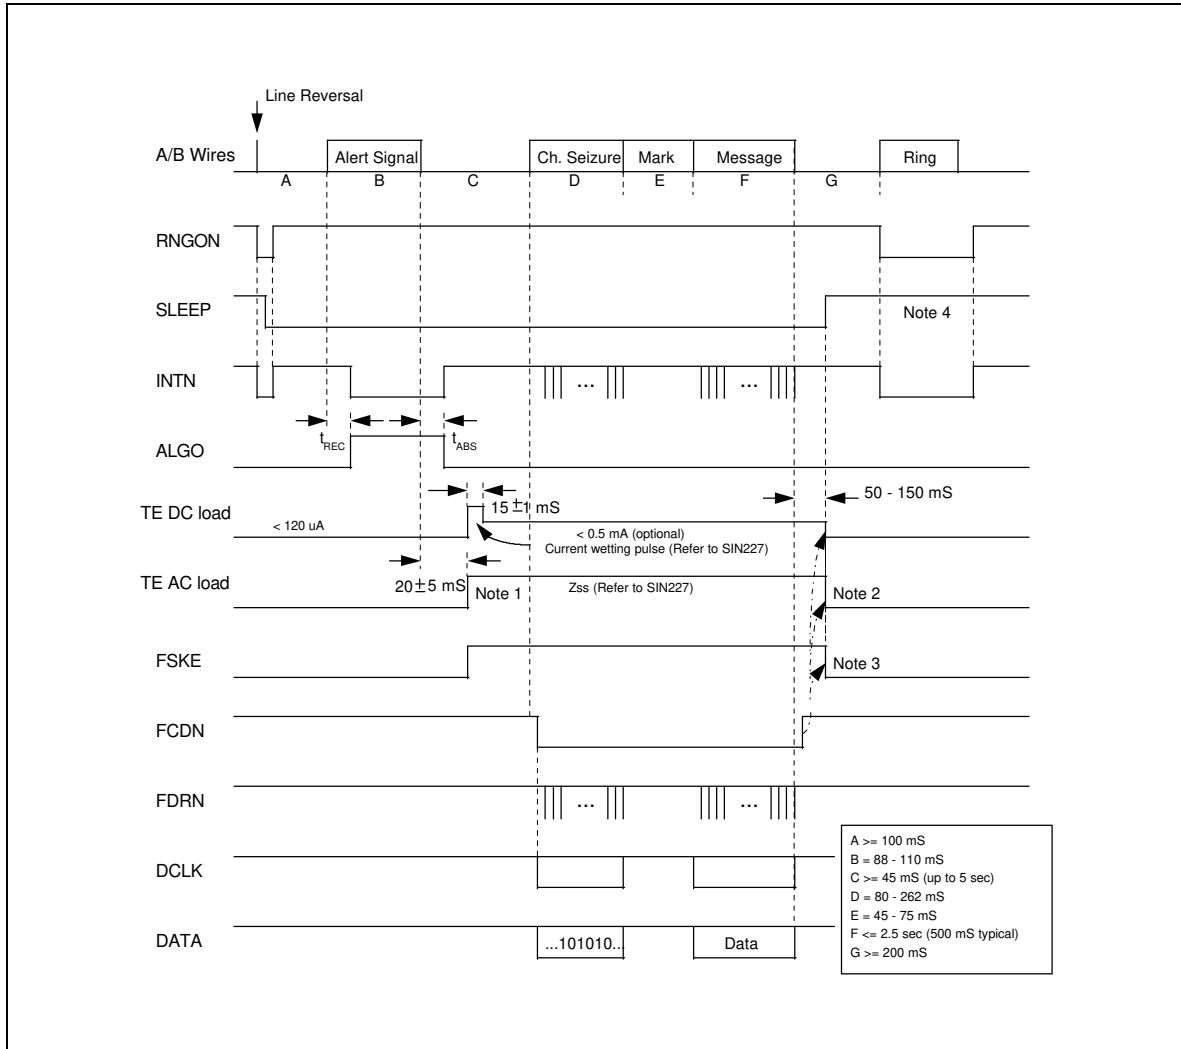 Line Reversal
A/B Wires
Alert Signal
Ch. Seizure
Mark
Message
Ring
A
B
C
D
E
F
G
RNGON
SLEEP
Note 4
INTN
tREC
tABS
ALGO
50 - 150 mS
15±1 mS
TE DC load
< 120 uA
< 0.5 mA (optional)
Current wetting pulse (Refer to SIN227)
TE AC load
20±5 mS
Note 1
Zss (Refer to SIN227)
Note 2
FSKE
Note 3
FCDN
FDRN
...
...
...
...
DCLK
DATA
...101010...
Data
A >= 100 mS
B = 88 - 110 mS
C >= 45 mS (up to 5 sec)
D = 80 - 262 mS
E = 45 - 75 mS
F <= 2.5 sec (500 mS typical)
G >= 200 mS